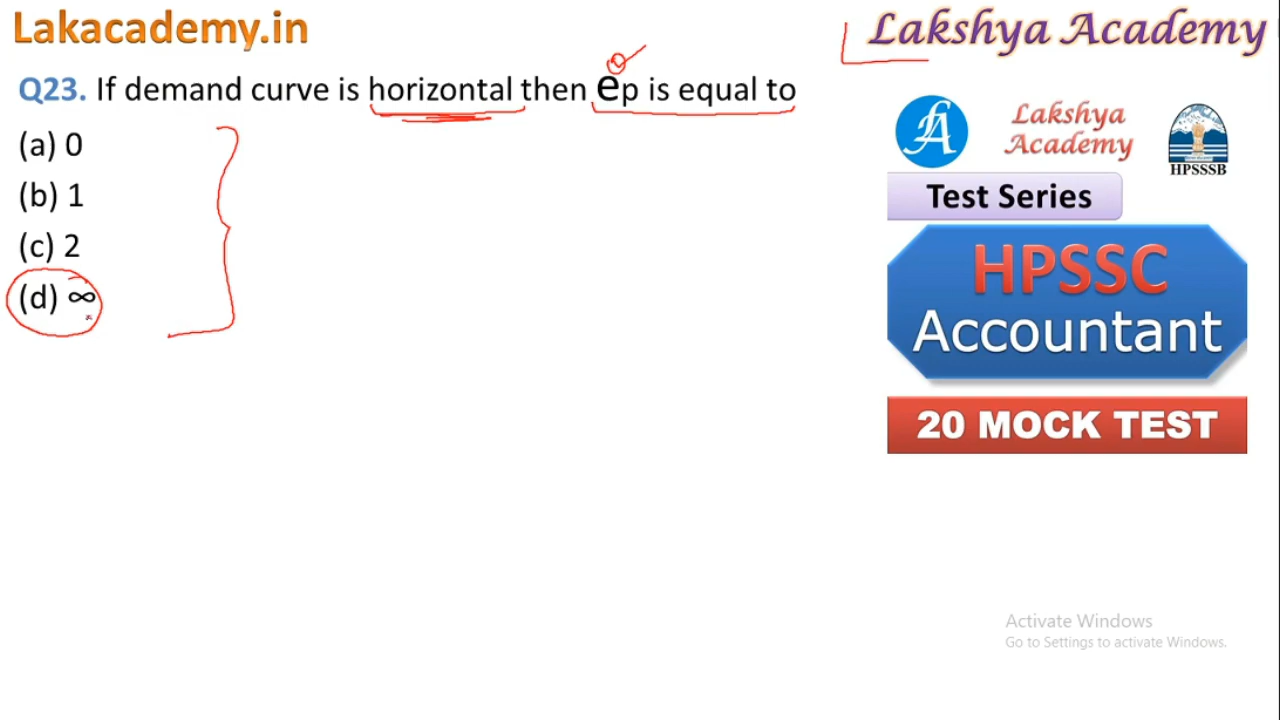 Lakacademy.in
Lakshya Academy
Q23. If demand curve is horizontal then ep is equal to
(a) 0
(b) 1
(c) 2
(d) ∞
LA
Lakshya
Academy
HPSSSB
Test Series
HPSSC
Accountant
20 MOCK TEST
Activate Windows
Go to Settings to activate Windows.